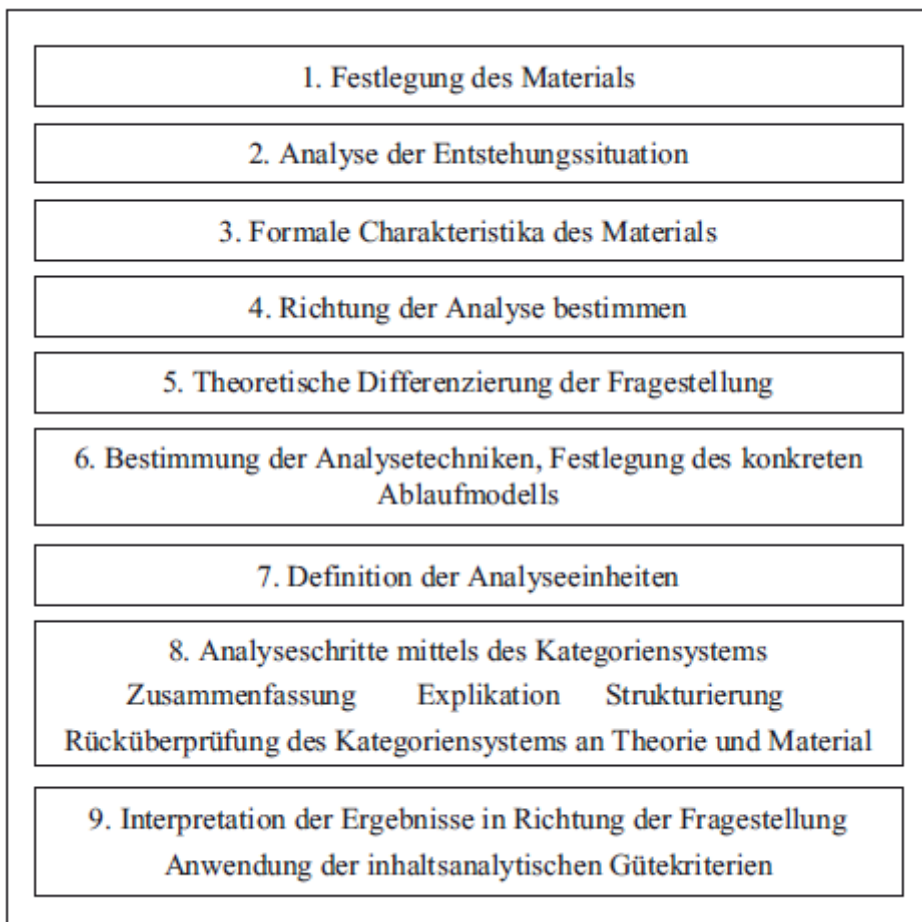 1. Festlegung des Materials
2. Analyse der Entstehungssituation
3. Formale Charakteristika des Materials
4. Richtung der Analyse bestimmen
5. Theoretische Differenzierung der Fragestellung
6. Bestimmung der Analysetechniken, Festlegung des konkreten
Ablaufmodells
7. Definition der Analyseeinheiten
8. Analyseschritte mittels des Kategoriensystems
Zusammenfassung Explikation Strukturierung
Rücküberprüfung des Kategoriensystems an Theorie und Material
9. Interpretation der Ergebnisse in Richtung der Fragestellung
Anwendung der inhaltsanalytischen Gütekriterien